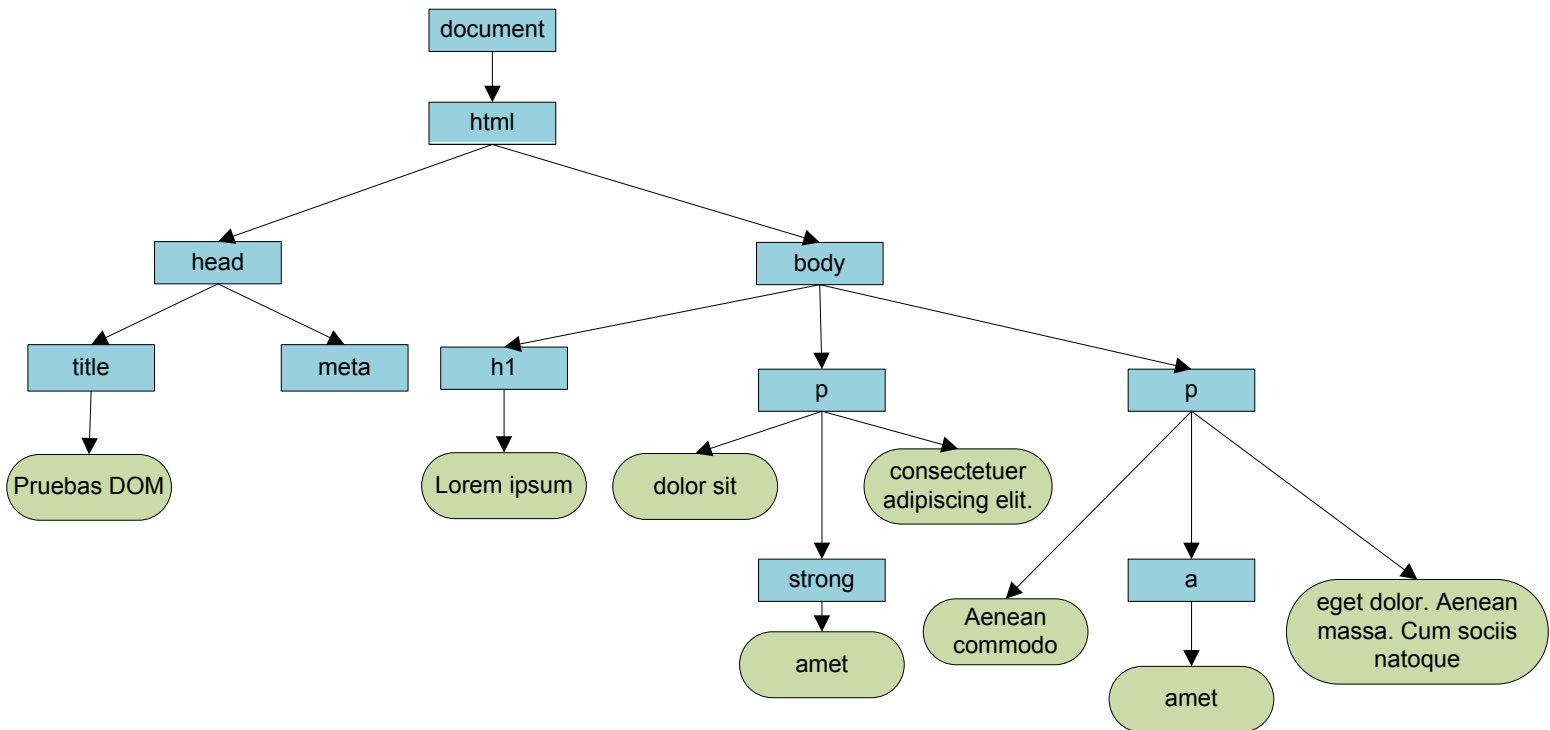 document
html
head
body
title
meta
h1
p
p
Pruebas DOM
Lorem ipsum
dolor sit
consectetuer
adipiscing elit.
strong
a
amet
Aenean
commodo
eget dolor. Aenean
massa. Cum sociis
natoque
amet